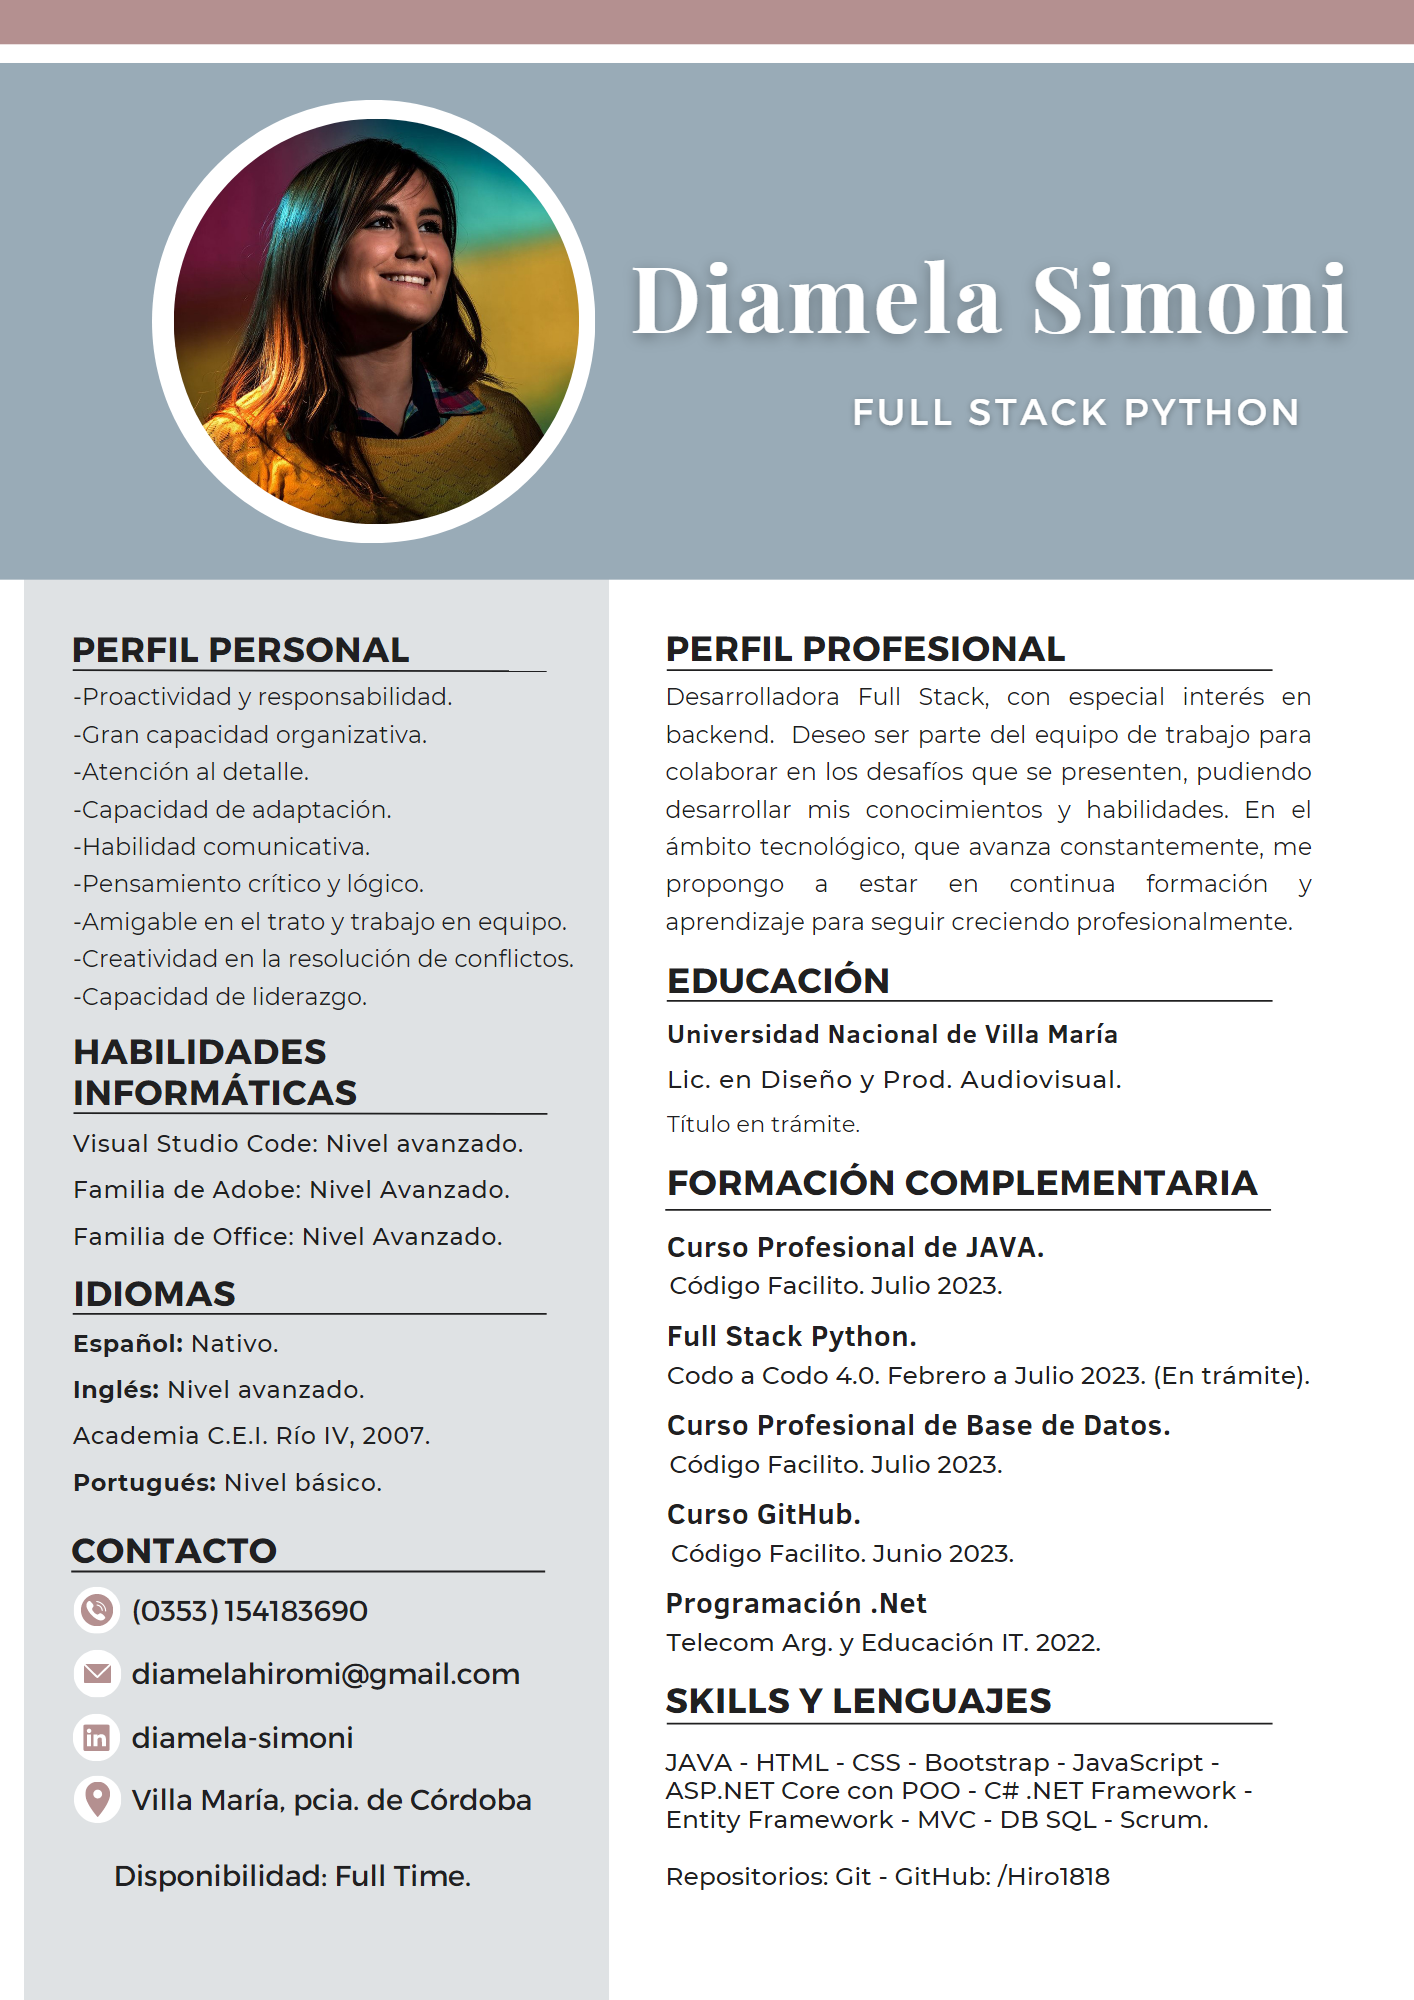 Diamela Simoni
FULL STACK PYTHON
PERFIL PERSONAL
-Proactividad y responsabilidad.
-Gran capacidad organizativa.
-Atención al detalle.
-Capacidad de adaptación.
-Habilidad comunicativa.
-Pensamiento crítico y lógico.
-Amigable en el trato y trabajo en equipo.
-Creatividad en la resolución de conflictos.
-Capacidad de liderazgo.
HABILIDADES
INFORMÁTICAS
Visual Studio Code: Nivel avanzado.
Familia de Adobe: Nivel Avanzado.
Familia de Office: Nivel Avanzado.
IDIOMAS
Español: Nativo.
Inglés: Nivel avanzado.
Academia C.E.I. Río IV, 2007.
Portugués: Nivel básico.
CONTACTO
(0353)154183690
diamelahiromi@gmail.com
in diamela-simoni
Villa María, pcia. de Córdoba
Disponibilidad: Full Time.
PERFIL PROFESIONAL
Desarrolladora Full Stack, con especial interés en
backend. Deseo ser parte del equipo de trabajo para
colaborar en los desafíos que se presenten, pudiendo
desarrollar mis conocimientos y habilidades. En el
ámbito tecnológico, que avanza constantemente, me
propongo a estar en continua formación y
aprendizaje para seguir creciendo profesionalmente.
EDUCACIÓN
Universidad Nacional de Villa María
Lic. en Diseño y Prod. Audiovisual.
Título en trámite.
FORMACIÓN COMPLEMENTARIA
Curso Profesional de JAVA.
Código Facilito. Julio 2023.
Full Stack Python.
Codo a Codo 4.0. Febrero a Julio 2023. (En trámite).
Curso Profesional de Base de Datos.
Código Facilito. Julio 2023.
Curso GitHub.
Código Facilito. Junio 2023.
Programación .Net
Telecom Arg. y Educación IT. 2022.
SKILLS Y LENGUAJES
JAVA - HTML - CSS - Bootstrap - JavaScript -
ASP.NET Core con POO - C# .NET Framework -
Entity Framework - MVC - DB SQL - Scrum.
Repositorios: Git - GitHub: /Hiro1818